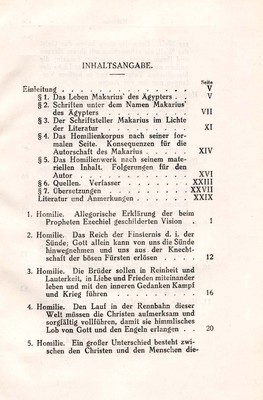 INHALTSANGABE.
Seite
Einleitung . . . . . . . . . . . . V
§ 1. Das Leben Makarius' des Ägypters . . V
§ 2. Schriften unter dem Namen Makarius'
des Ägypters . . . . . . . . . VII
§ 3. Der Schriftsteller Makarius im Lichte
der Literatur . . . . . . . . . XI
§ 4. Das Homilienkorpus nach seiner for-
malen Seite. Konsequenzen für die
Autorschaft des Makarius . . . . . XIV
§ 5. Das Homilienwerk nach seinem mate-
riellen Inhalt. Folgerungen für den
Autor . . . . . . . . . . . XVI
§ 6. Quellen. Verfasser . . . . . . . XXIII
§ 7. Übersetzungen . . . . . . . . XXVII
Literatur und Anmerkungen . . . . . . XXIX
1. Homilie. Allegorische Erklärung der beim
Propheten Ezechiel geschilderten Vision . 1
2. Homilie. Das Reich der Finsternis d. i. der
Sünde; Gott allein kann von uns die Sünde
hinwegnehmen und uns aus der Knecht-
schaft der bösen Fürsten erlösen . . . 12
3. Homilie. Die Brüder sollen in Reinheit und
Lauterkeit, in Liebe und Frieden miteinander
leben und mit den inneren Gedanken Kampf
und Krieg führen . . . . . . . . 16
4. Homilie. Den Lauf in der Rennbahn dieser
Welt müssen die Christen aufmerksam und
sorgfältig vollführen, damit sie himmlisches
Lob von Gott und den Engeln erlangen . . 20
5. Homilie. Ein großer Unterschied besteht zwi-
schen den Christen und den Menschen die-